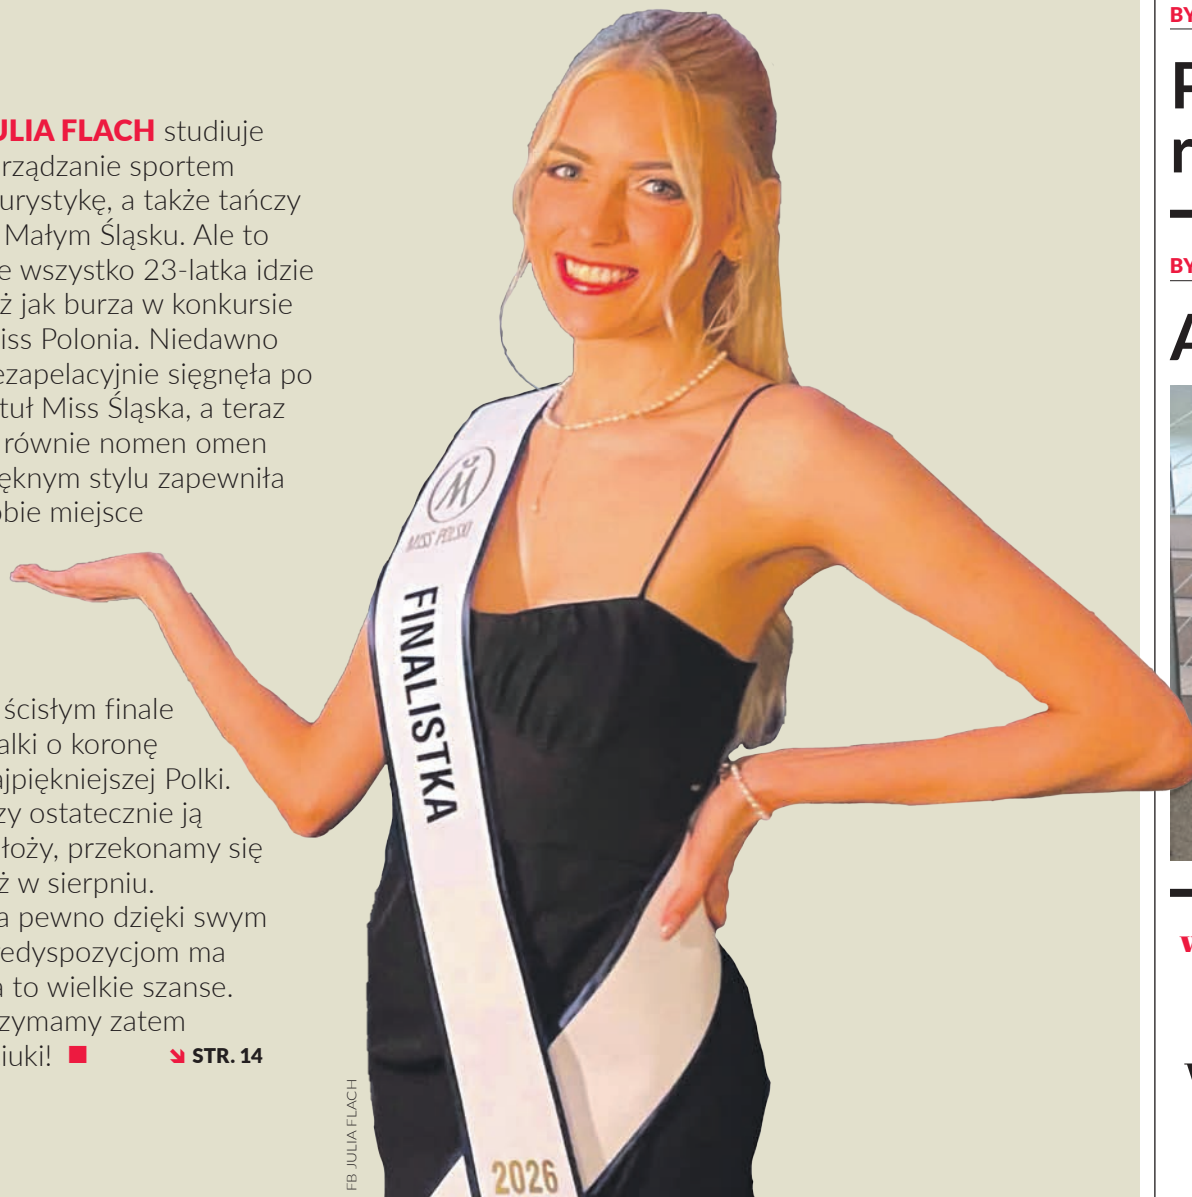 ULIA FLACH studiuje
rządzanie sportem
urystykę, a także tańczy
Małym Śląsku. Ale to
e wszystko 23-latka idzie
ż jak burza w konkursie
iss Polonia. Niedawno
ezapelacyjnie sięgnęła po
tuł Miss Śląska, a teraz
równie nomen omen
ęknym stylu zapewniła
obie miejsce
ścisłym finale
alki o koronę
ajpiękniejszej Polki.
zy ostatecznie ją
łoży, przekonamy się
ż w sierpniu.
a pewno dzięki swym
edyspozycjom ma
a to wielkie szanse.
zymamy zatem
iuki!
STR. 14
FB JULIA FLACH
M
MISS POLSKI
FINALISTKA
2026
BY
BY
A